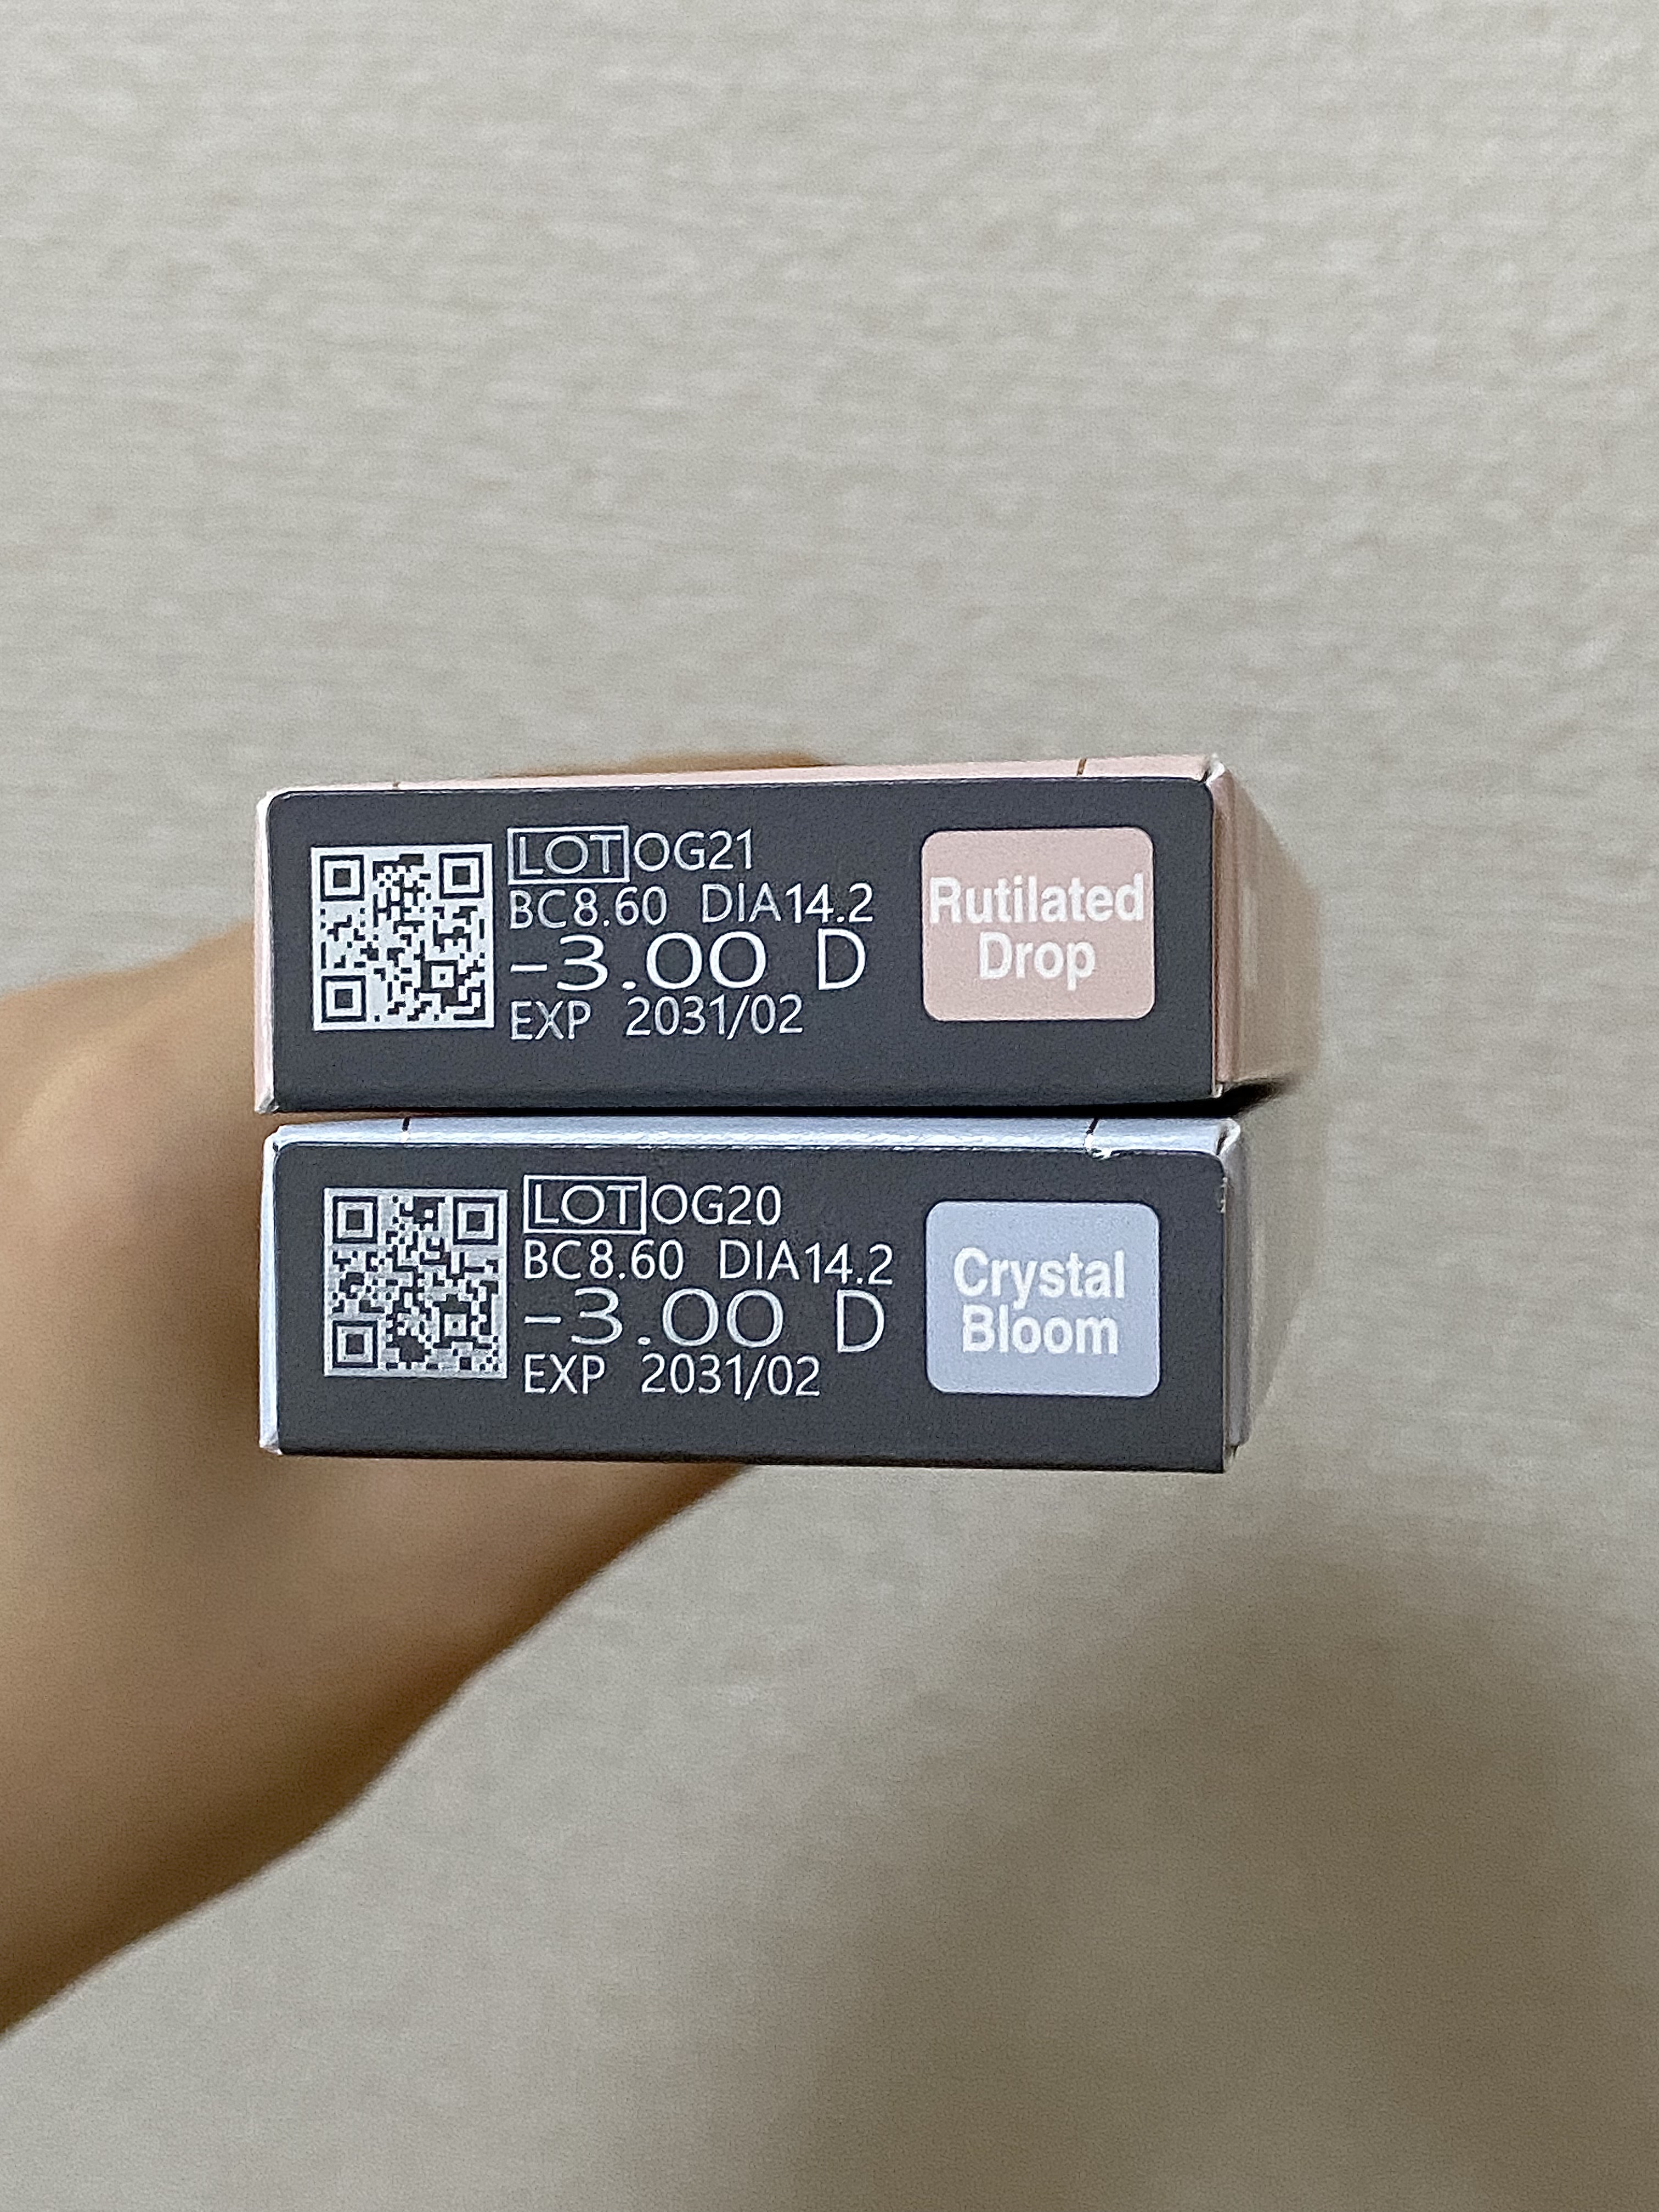 LOT OG21
BC8.60 DIA14.2
-3.00 D
EXP 2031/02
Rutilated
Drop
LOT OG20
BC8.60 DIA14.2
-3.00 D
EXP 2031/02
Crystal
Bloom